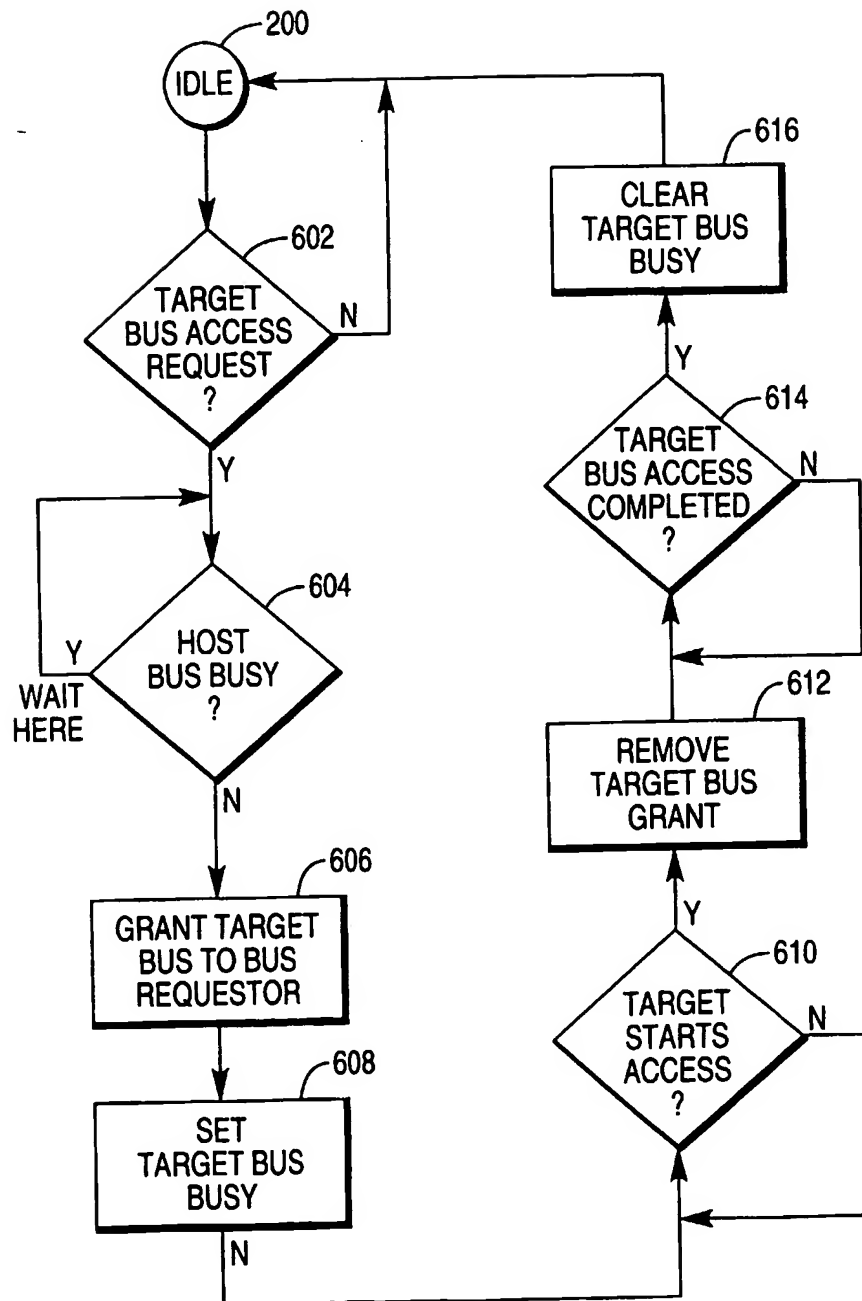 200
IDLE
602
TARGET
BUS ACCESS
REQUEST
?
N
Y
604
HOST
BUS BUSY
?
Y
WAIT
HERE
N
606
GRANT TARGET
BUS TO BUS
REQUESTOR
608
SET
TARGET BUS
BUSY
N
610
TARGET
STARTS
ACCESS
?
N
Y
612
REMOVE
TARGET BUS
GRANT
614
TARGET
BUS ACCESS
COMPLETED
?
N
Y
616
CLEAR
TARGET BUS
BUSY